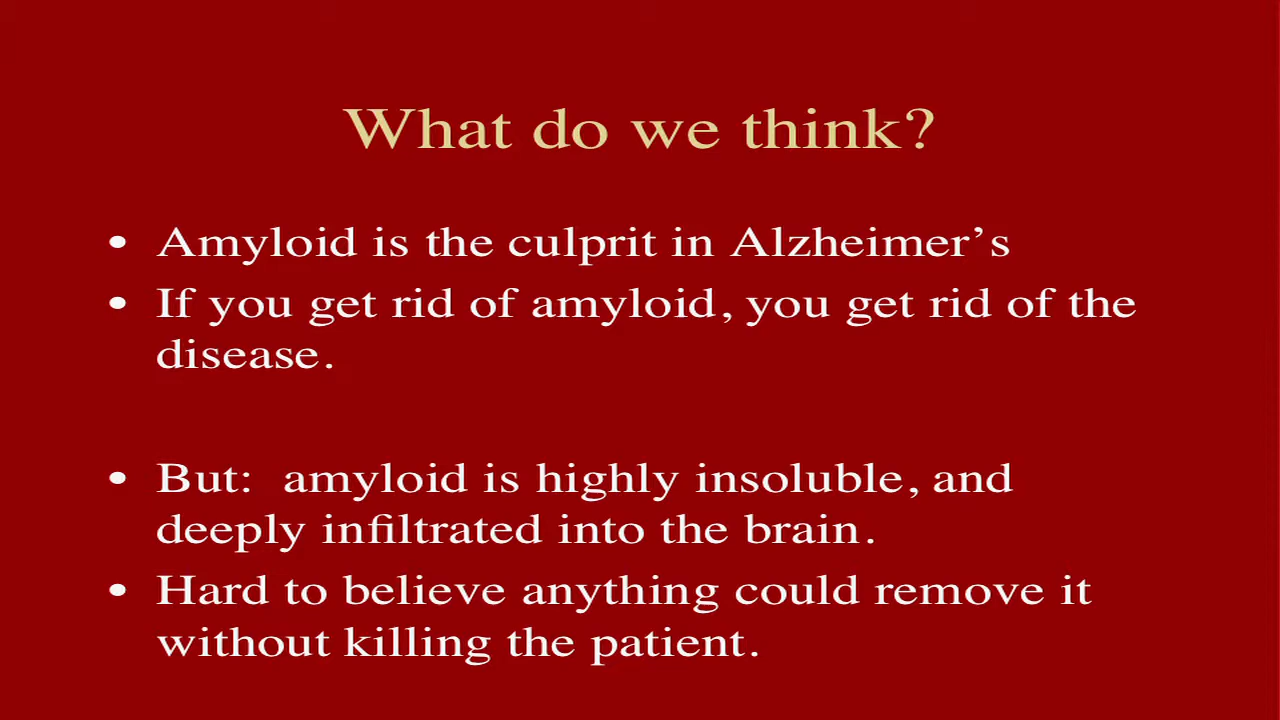 What do we think?
• Amyloid is the culprit in Alzheimer’s
• If you get rid of amyloid, you get rid of the
disease.
• But:  amyloid is highly insoluble, and
deeply infiltrated into the brain.
• Hard to believe anything could remove it
without killing the patient.